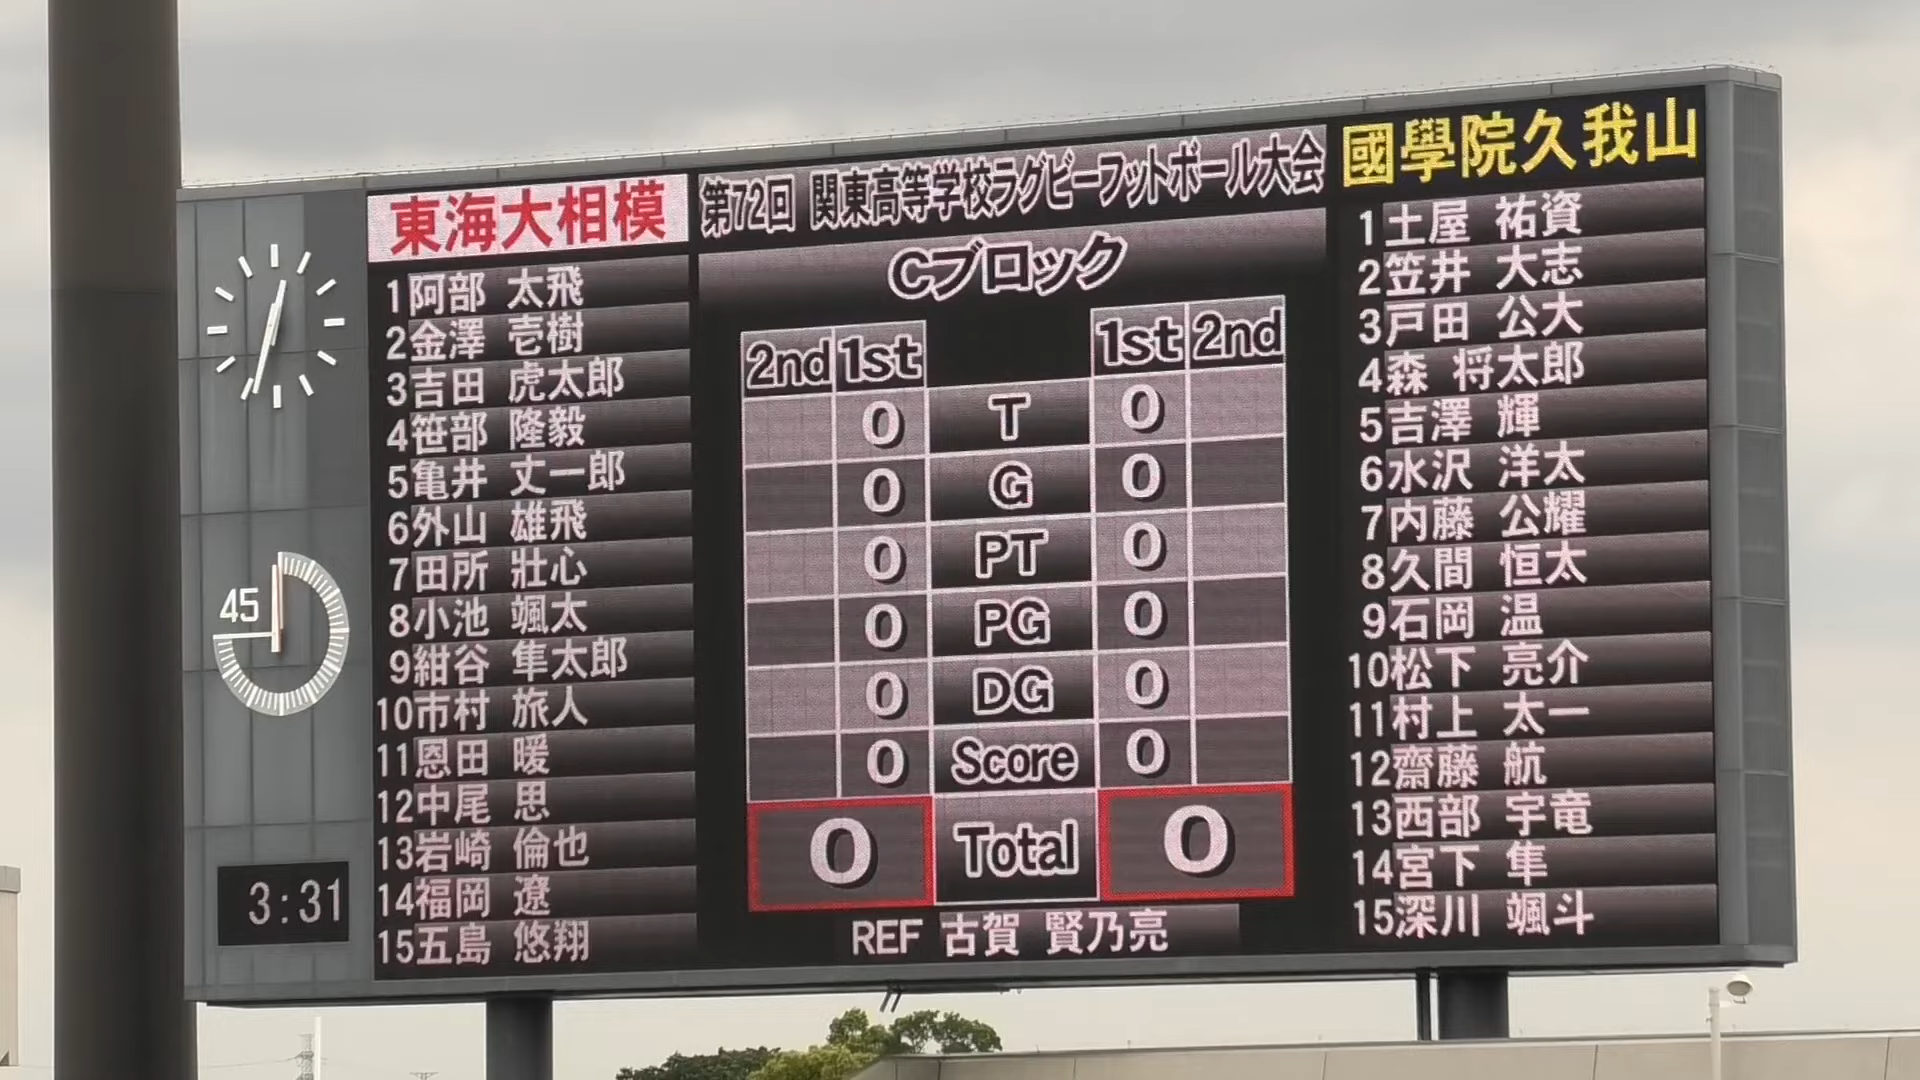 第72回 関東高等学校ラグビーフットボール大会
Cブロック
東海大相模
1阿部 太飛
2金澤 壱樹
3吉田 虎太郎
4笹部 隆毅
5亀井 丈一郎
6外山 雄飛
7田所 壯心
8小池 颯太
9紺谷 隼太郎
10市村 旅人
11恩田 暖
12中尾 思
13岩崎 倫也
14福岡 遼
15五島 悠翔
2nd 1st 1st 2nd
0 T 0
0 G 0
0 PT 0
0 PG 0
0 DG 0
0 Score 0
0 Total 0
REF 古賀 賢乃亮
國學院久我山
1土屋 祐資
2笠井 大志
3戸田 公大
4森 将太郎
5吉澤 輝
6水沢 洋太
7内藤 公耀
8久間 恒太
9石岡 温
10松下 亮介
11村上 太一
12齋藤 航
13西部 宇竜
14宮下 隼
15深川 颯斗
45
3:31